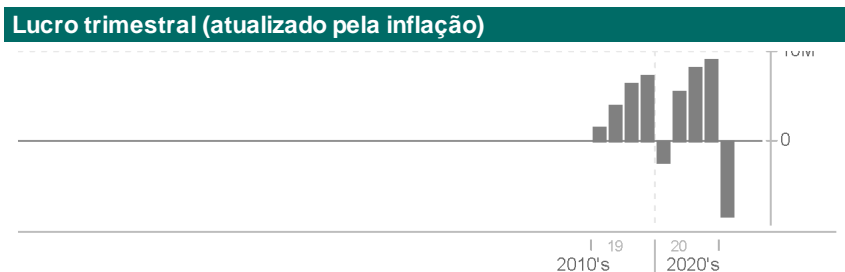 Lucro trimestral (atualizado pela inflação)
10M
0
19 20
2010's 2020's